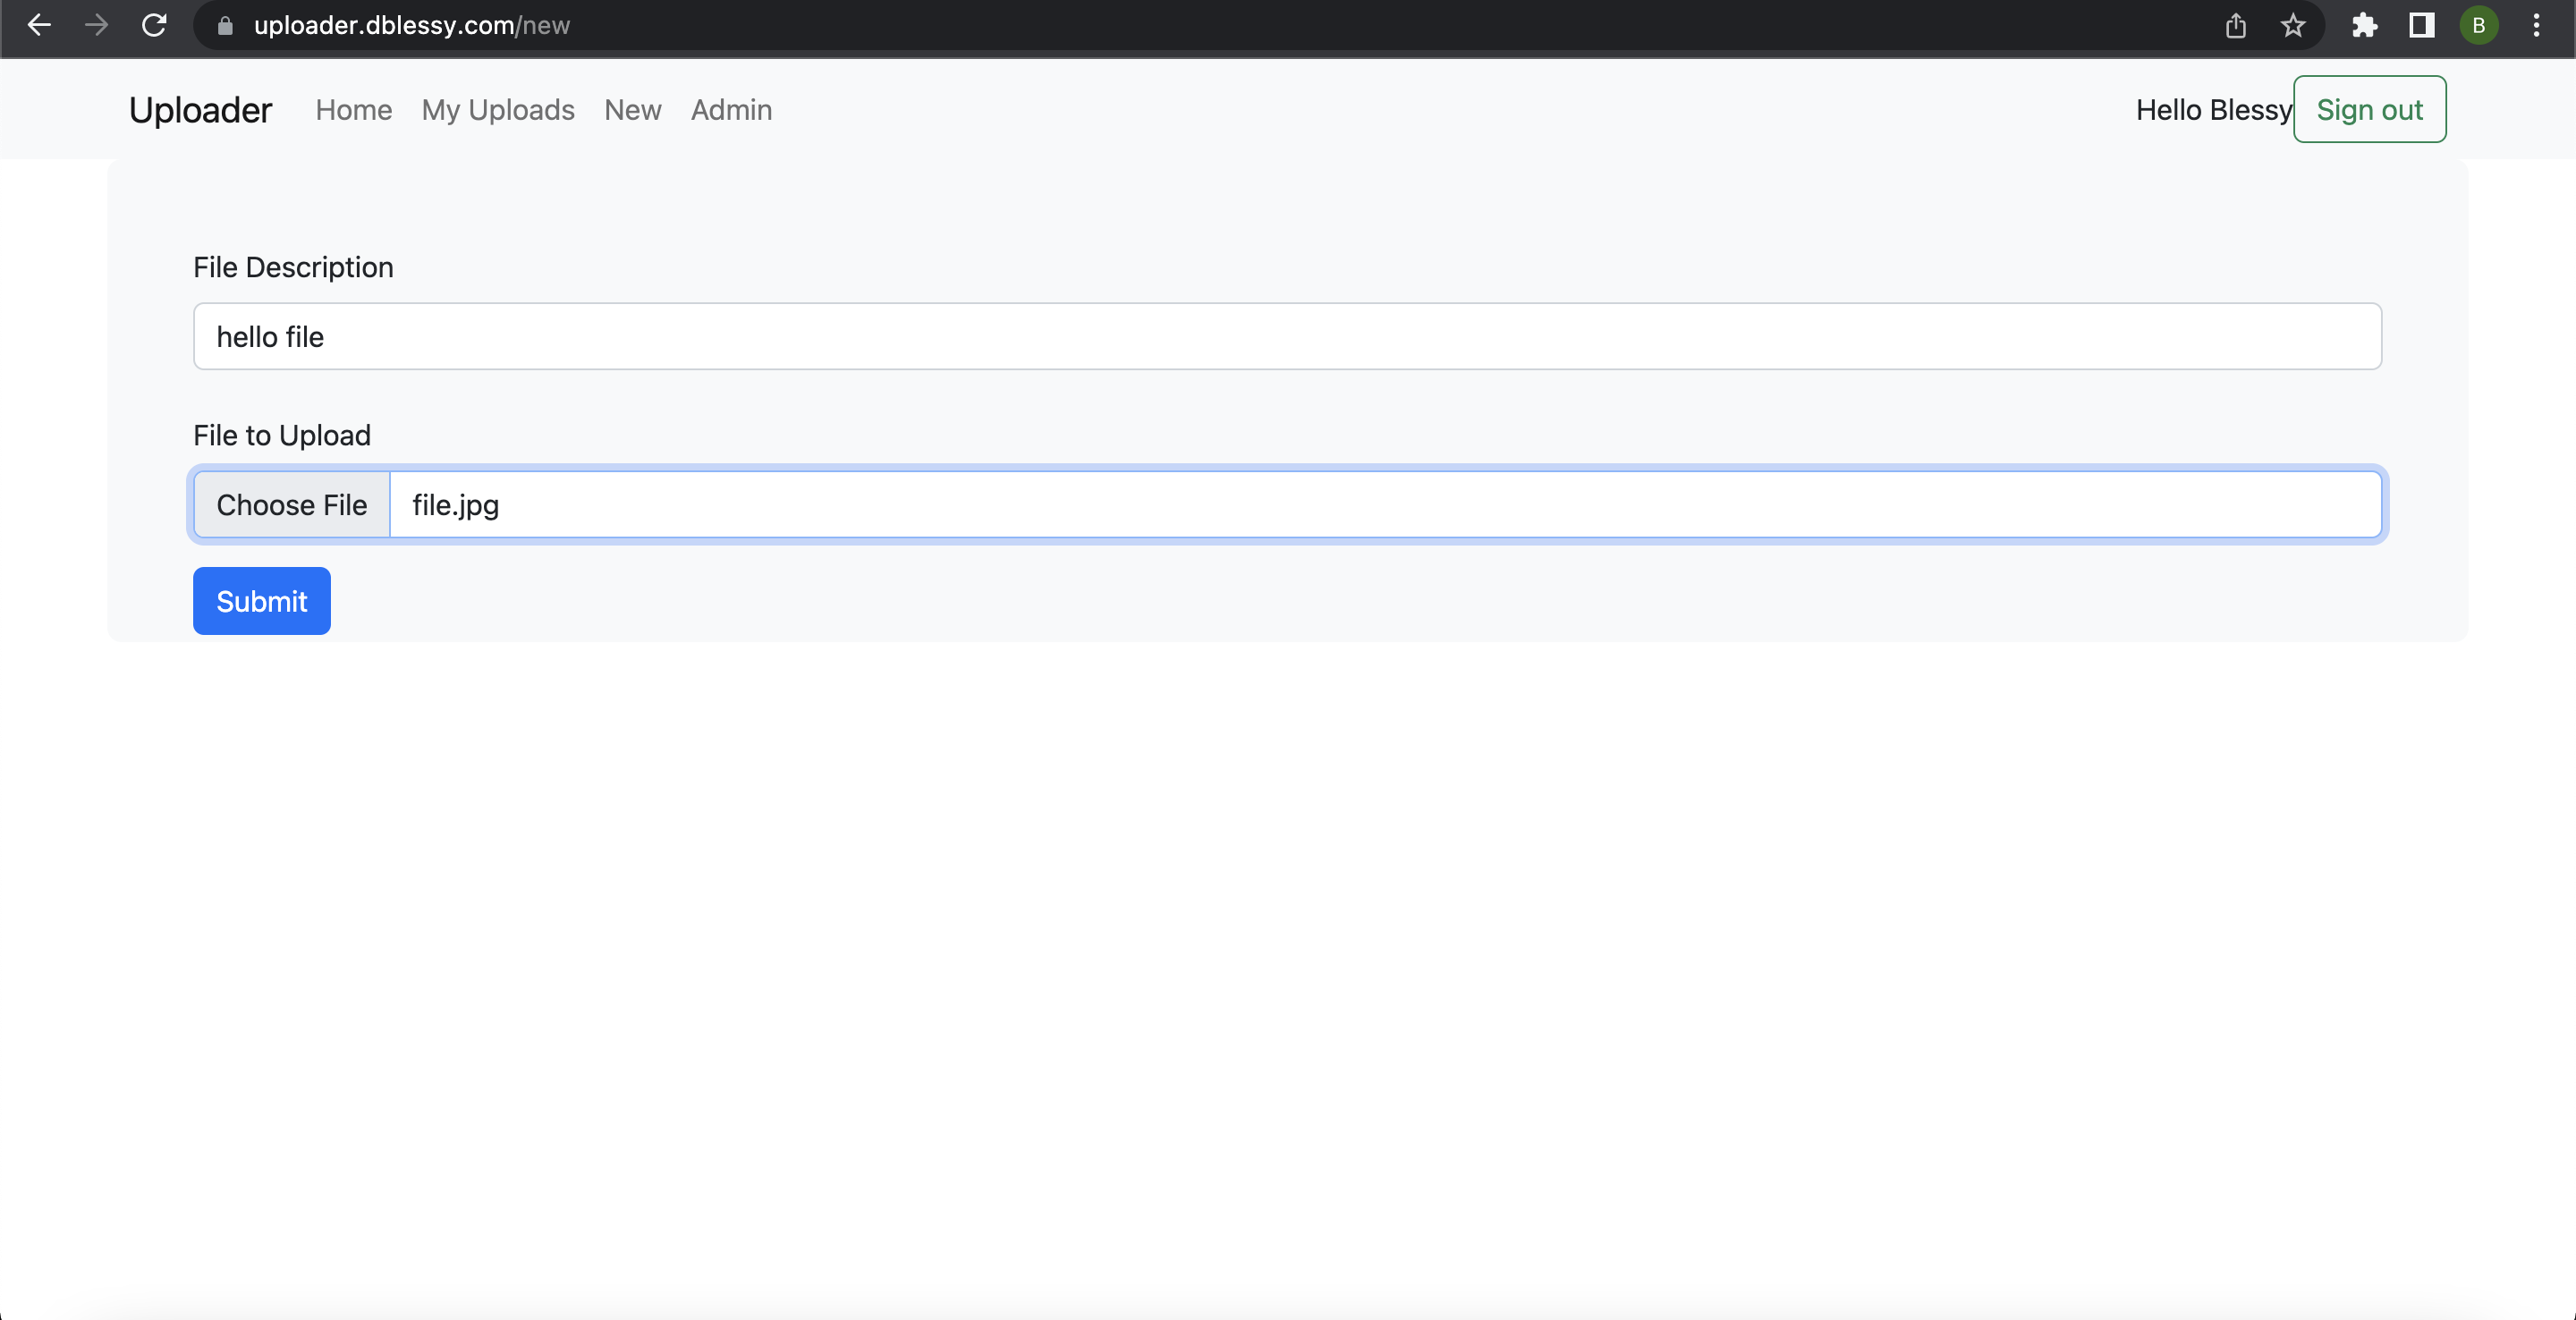 uploader.dblessy.com/new
B
Uploader Home My Uploads New Admin Hello Blessy Sign out
File Description
hello file
File to Upload
Choose File file.jpg
Submit